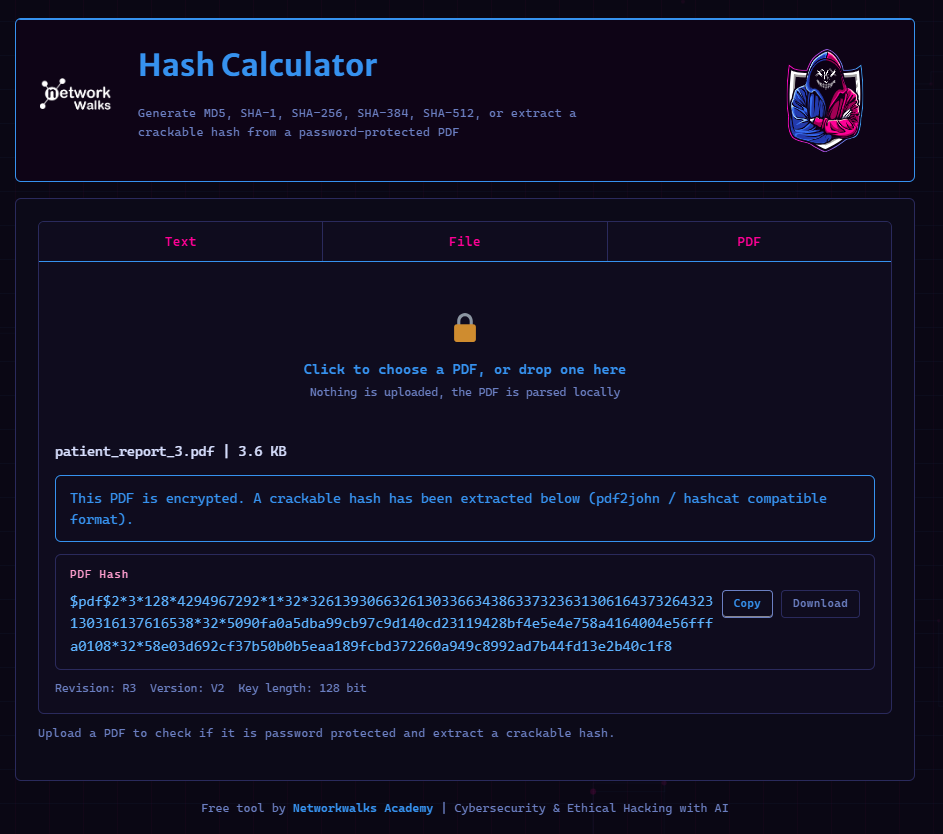 network
Walks
Hash Calculator
Generate MD5, SHA-1, SHA-256, SHA-384, SHA-512, or extract a
crackable hash from a password-protected PDF
Text File PDF
Click to choose a PDF, or drop one here
Nothing is uploaded, the PDF is parsed locally
patient_report_3.pdf | 3.6 KB
This PDF is encrypted. A crackable hash has been extracted below (pdf2john / hashcat compatible
format).
PDF Hash
$pdf$2*3*128*4294967292*1*32*3261393066326130336634386337323631306164373264323
130316137616538*32*5090fa0a5dba99cb97c9d140cd23119428bf4e5e4e758a4164004e56fff
a0108*32*58e03d692cf37b50b0b5eaa189fcbd372260a949c8992ad7b44fd13e2b40c1f8
Copy Download
Revision: R3 Version: V2 Key length: 128 bit
Upload a PDF to check if it is password protected and extract a crackable hash.
Free tool by Networkwalks Academy | Cybersecurity & Ethical Hacking with AI